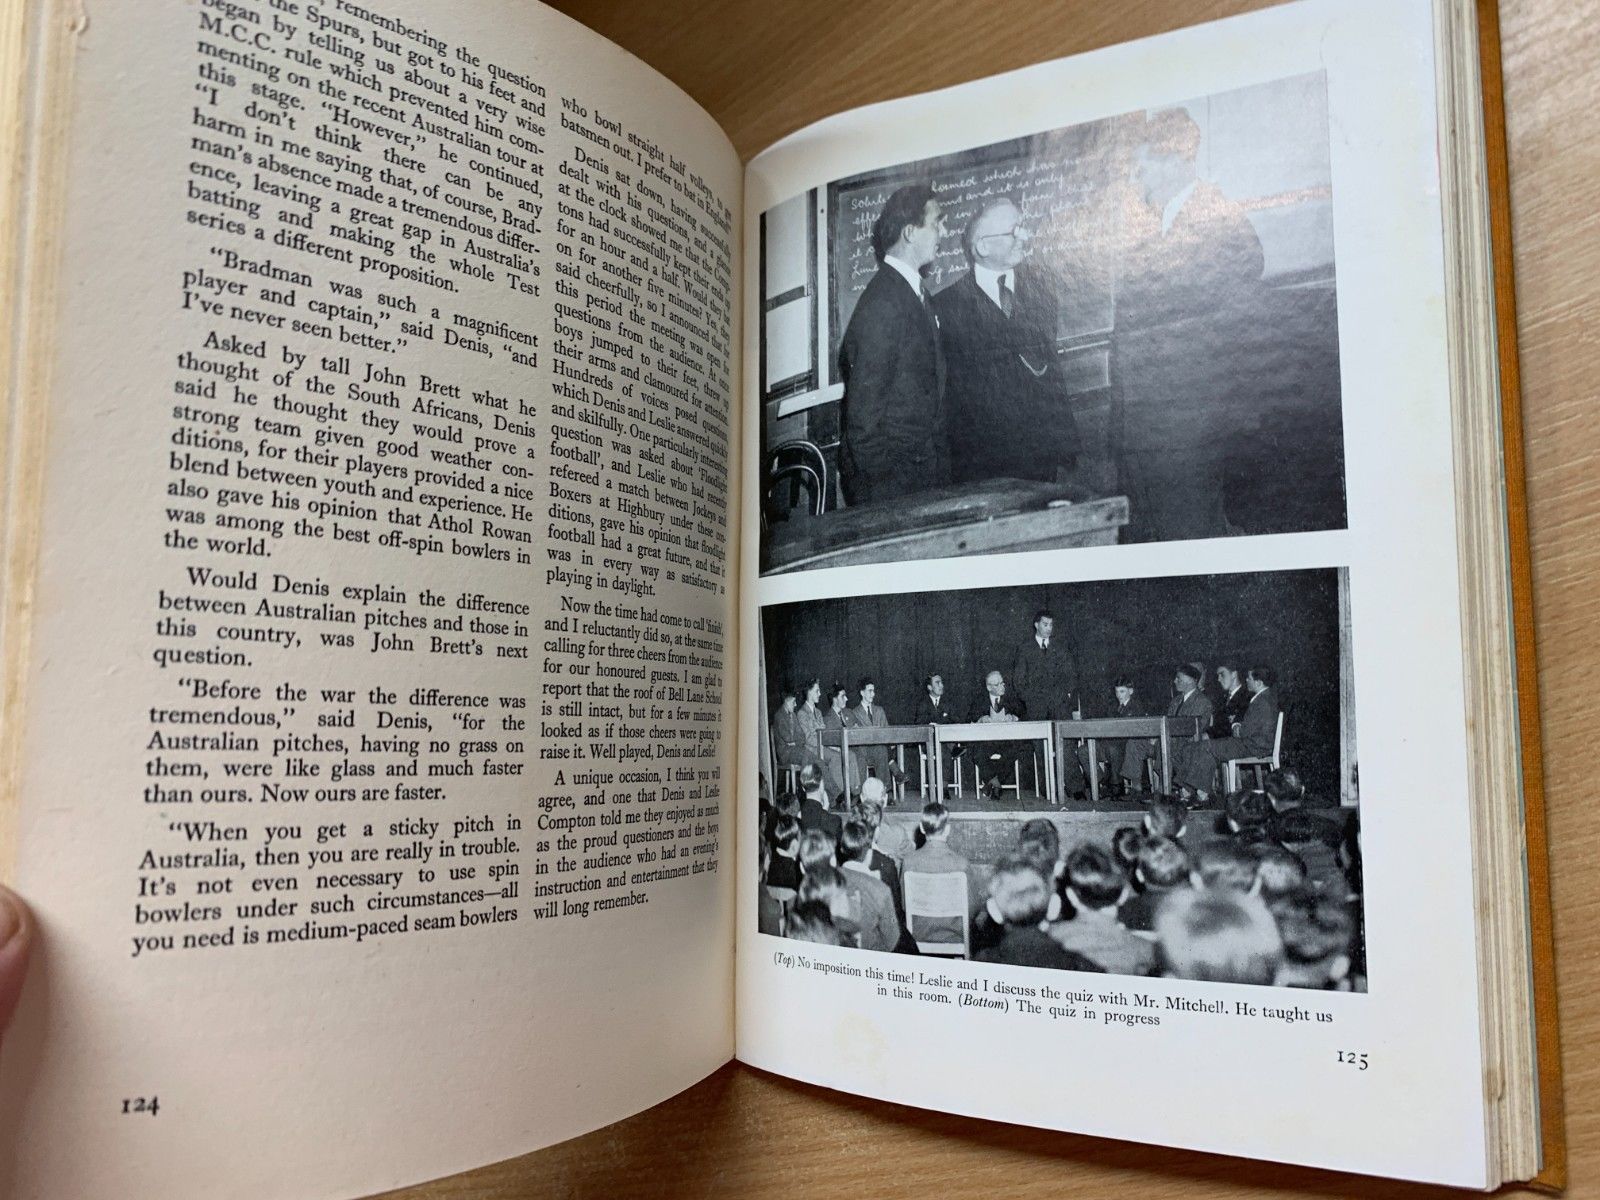 remembering the question
the Spurs, but got to his feet and
began by telling us about a very wise
M.C.C. rule which prevented him com-
menting on the recent Australian tour at
this stage. "However," he continued,
"I don't think there can be any
harm in me saying that, of course, Brad-
man's absence made a tremendous differ-
ence, leaving a great gap in Australia's
batting and making the whole Test
series a different proposition.
"Bradman was such a magnificent
player and captain," said Denis, "and
I've never seen better."
Asked by tall John Brett what he
thought of the South Africans, Denis
said he thought they would prove a
strong team given good weather con-
ditions, for their players provided a nice
blend between youth and experience. He
also gave his opinion that Athol Rowan
was among the best off-spin bowlers in
the world.
Would Denis explain the difference
between Australian pitches and those in
this country, was John Brett's next
question.
"Before the war the difference was
tremendous," said Denis, "for the
Australian pitches, having no grass on
them, were like glass and much faster
than ours. Now ours are faster.
"When you get a sticky pitch in
Australia, then you are really in trouble.
It's not even necessary to use spin
bowlers under such circumstances—all
you need is medium-paced seam bowlers
who bowl straight half volleys, to get
batsmen out. I prefer to bat in England."
Denis sat down, having successfully
dealt with his questions, and a glance
at the clock showed me that the Comp-
tons had successfully kept their ends up
for an hour and a half. Would they bat
on for another five minutes? Yes, they
said cheerfully, so I announced that for
this period the meeting was open for
questions from the audience. At once
boys jumped to their feet, threw up
their arms and clamoured for attention.
Hundreds of voices posed questions,
which Denis and Leslie answered quickly
and skilfully. One particularly interesting
question was asked about 'Floodlight
football', and Leslie who had recently
refereed a match between Jockeys and
Boxers at Highbury under these con-
ditions, gave his opinion that floodlight
football had a great future, and that it
was in every way as satisfactory as
playing in daylight.
Now the time had come to call 'finish',
and I reluctantly did so, at the same time
calling for three cheers from the audience
for our honoured guests. I am glad to
report that the roof of Bell Lane School
is still intact, but for a few minutes it
looked as if those cheers were going to
raise it. Well played, Denis and Leslie!
A unique occasion, I think you will
agree, and one that Denis and Leslie
Compton told me they enjoyed as much
as the proud questioners and the boys
in the audience who had an evening's
instruction and entertainment that they
will long remember.
124
formed which has no
and it is only
(Top) No imposition this time! Leslie and I discuss the quiz with Mr. Mitchell. He taught us
in this room. (Bottom) The quiz in progress
125